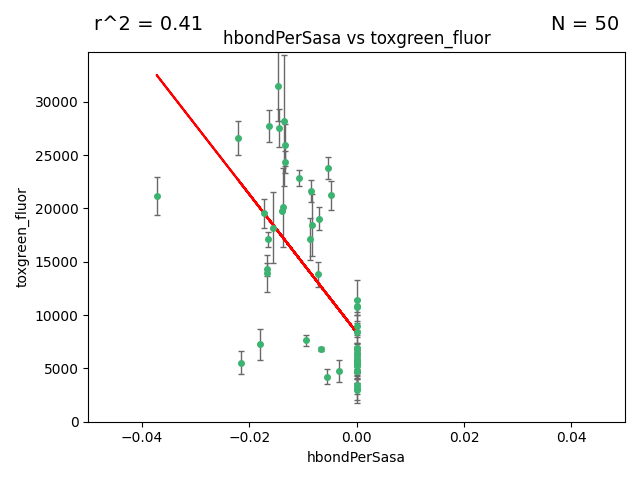 r^2 = 0.41
N = 50
hbondPerSasa vs toxgreen_fluor
toxgreen_fluor
30000
25000
20000
15000
10000
5000
0
−0.04
−0.02
0.00
0.02
0.04
hbondPerSasa